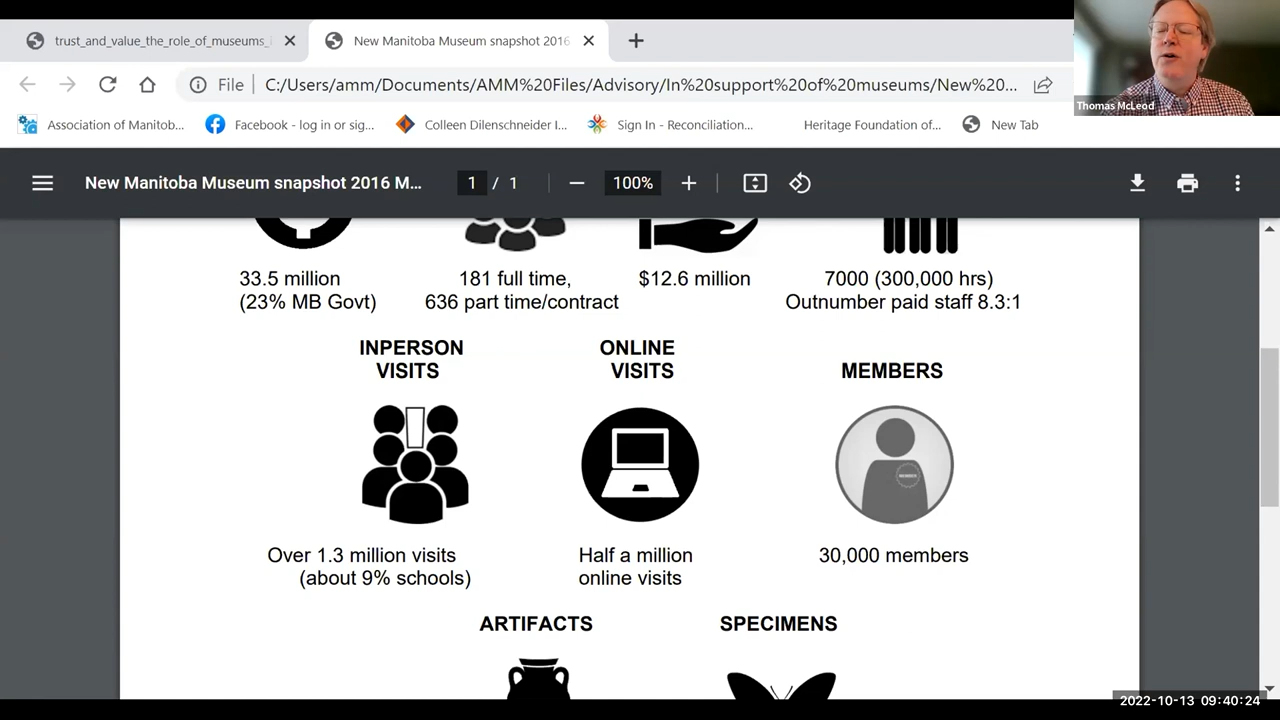 trust_and_value_the_role_of_museums_i
New Manitoba Museum snapshot 2016
Thomas McLeod
File
C:/Users/amm/Documents/AMM%20Files/Advisory/In%20support%20of%20museums/New%20...
Association of Manitob...
Facebook - log in or sig...
Colleen Dilenschneider I...
Sign In - Reconciliation...
Heritage Foundation of...
New Tab
New Manitoba Museum snapshot 2016 M...
1 / 1
100%
33.5 million
(23% MB Govt)
181 full time,
636 part time/contract
$12.6 million
7000 (300,000 hrs)
Outnumber paid staff 8.3:1
INPERSON
VISITS
ONLINE
VISITS
MEMBERS
MEMBER
Over 1.3 million visits
(about 9% schools)
Half a million
online visits
30,000 members
ARTIFACTS
SPECIMENS
2022-10-13 09:40:24